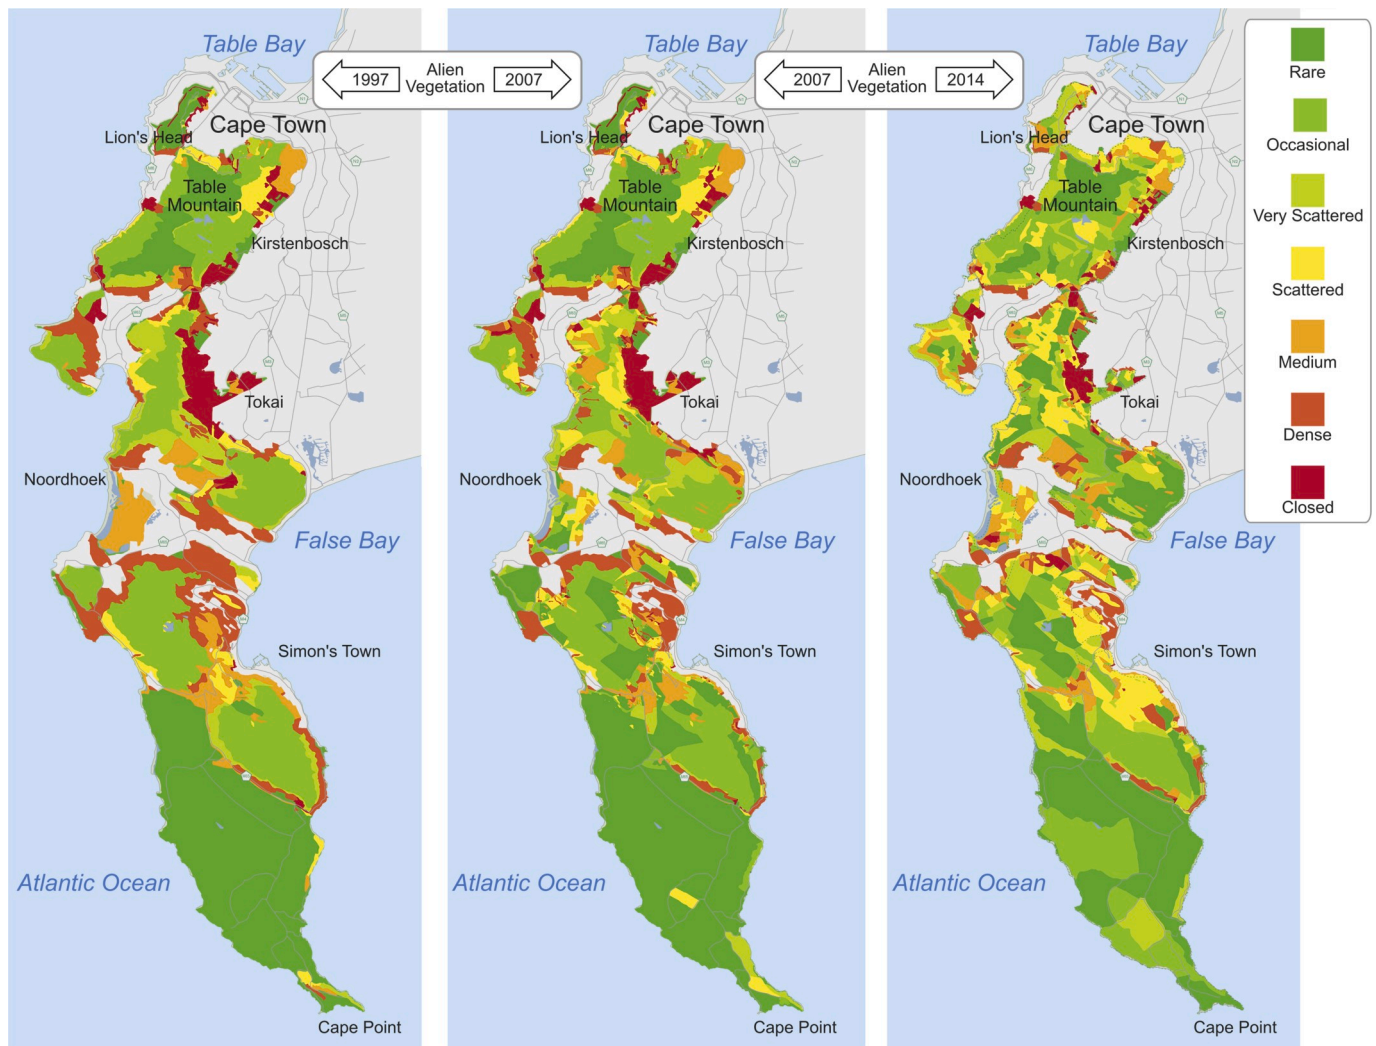 Table Bay
1997
Alien
Vegetation
2007
Lion's Head
Cape Town
Table
Mountain
Kirstenbosch
Tokai
Noordhoek
False Bay
Simon's Town
Atlantic Ocean
Cape Point
Table Bay
2007
Alien
Vegetation
2014
Lion's Head
Cape Town
Table
Mountain
Kirstenbosch
Tokai
Noordhoek
False Bay
Simon's Town
Atlantic Ocean
Cape Point
Table Bay
Lion's Head
Cape Town
Table
Mountain
Kirstenbosch
Tokai
Noordhoek
False Bay
Simon's Town
Atlantic Ocean
Cape Point
Rare
Occasional
Very Scattered
Scattered
Medium
Dense
Closed